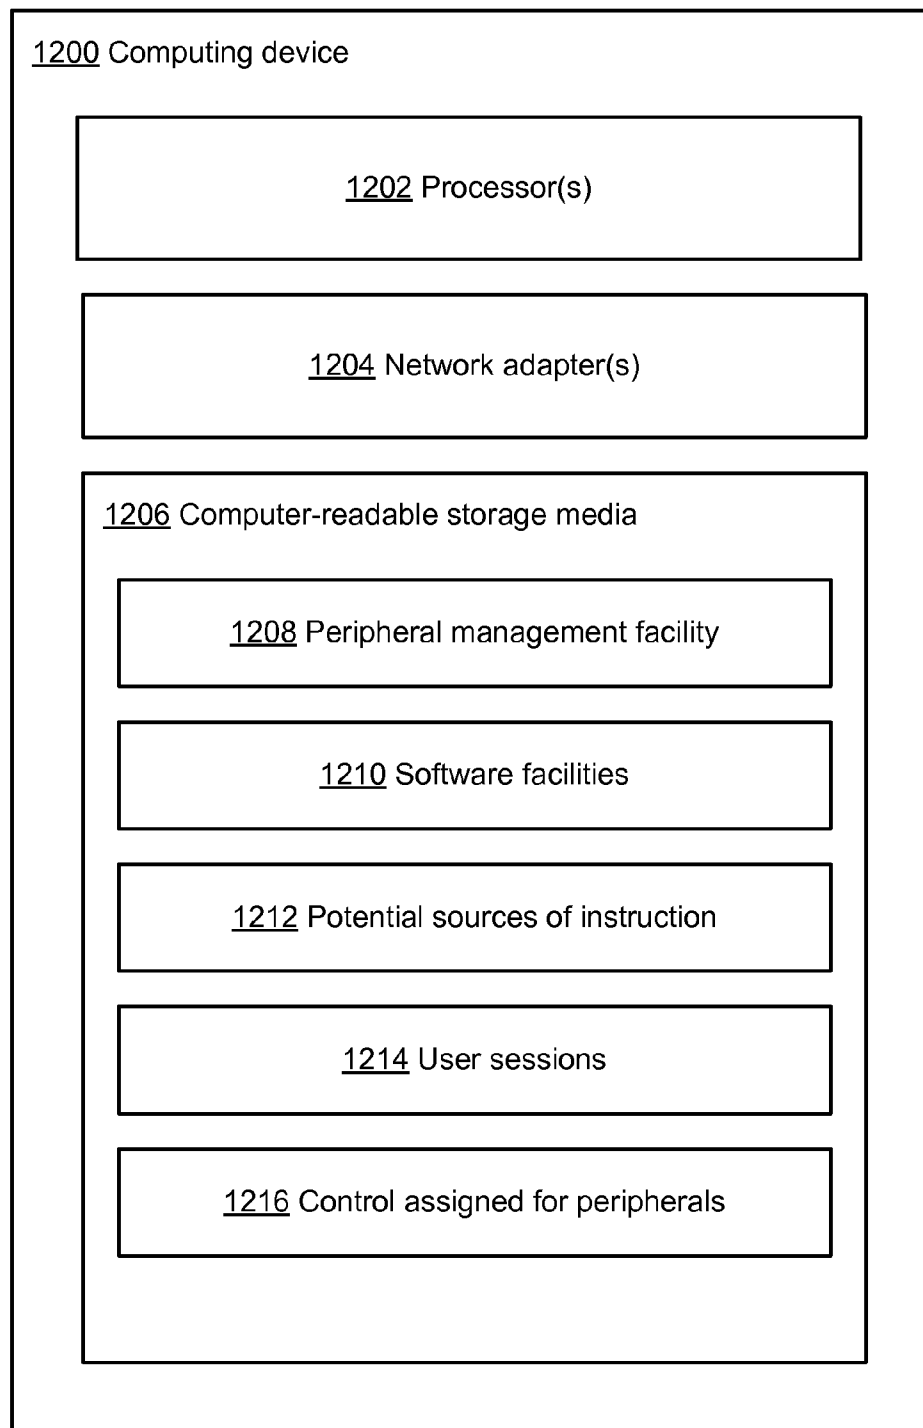 1200 Computing device
1202 Processor(s)
1204 Network adapter(s)
1206 Computer-readable storage media
1208 Peripheral management facility
1210 Software facilities
1212 Potential sources of instruction
1214 User sessions
1216 Control assigned for peripherals